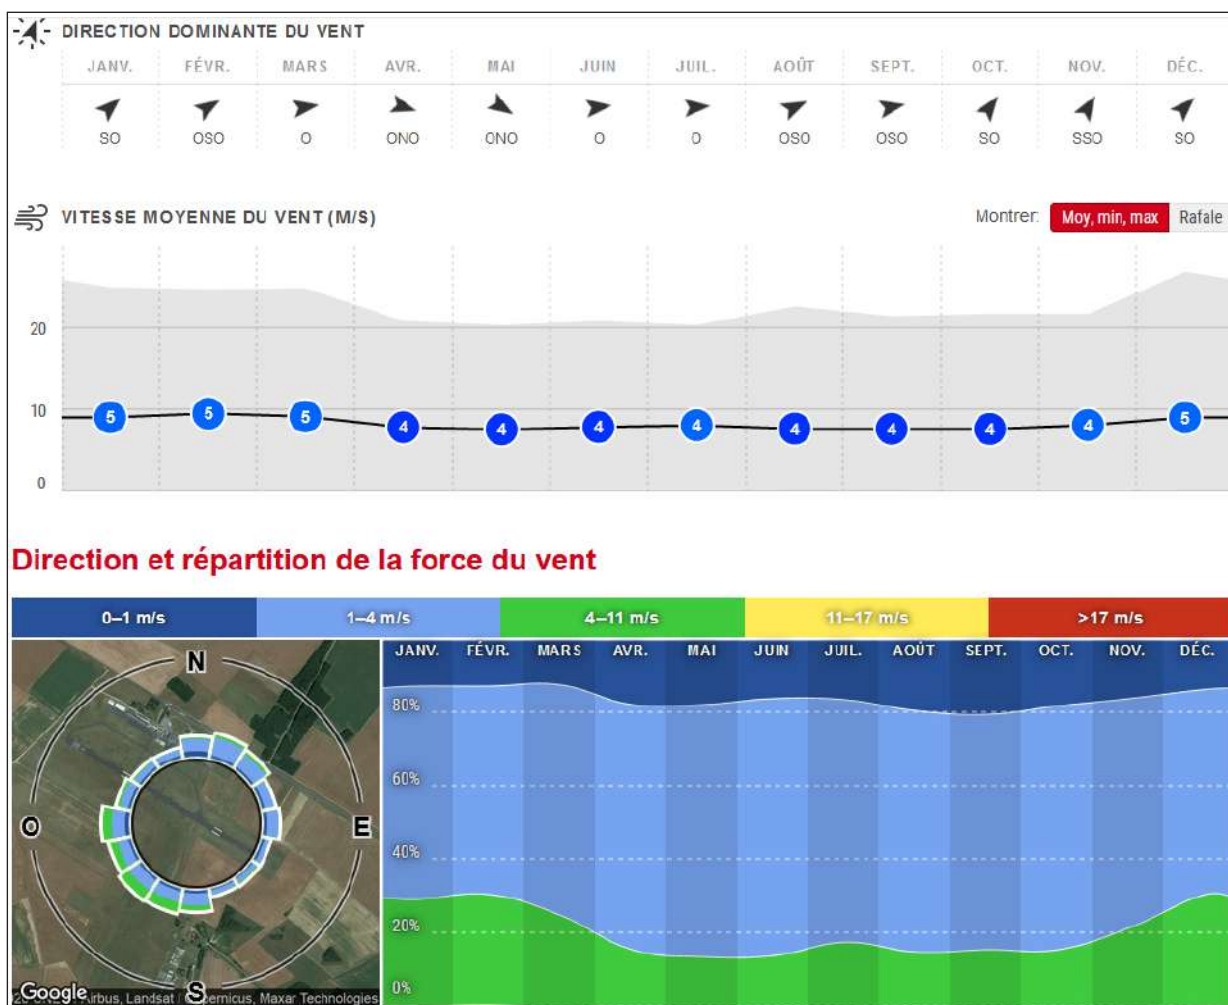 DIRECTION DOMINANTE DU VENT
JANV. FÉVR. MARS AVR. MAI JUIN JUIL. AOÛT SEPT. OCT. NOV. DÉC.
SO OSO O ONO ONO O O OSO OSO SO SSO SO
VITESSE MOYENNE DU VENT (M/S)
Montrer: Moy, min, max Rafale
20
10
5 5 5 4 4 4 4 4 4 4 4 5
0
Direction et répartition de la force du vent
0–1 m/s 1–4 m/s 4–11 m/s 11–17 m/s >17 m/s
JANV. FÉVR. MARS AVR. MAI JUIN JUIL. AOÛT SEPT. OCT. NOV. DÉC.
N
80%
60%
O E
40%
20%
S
0%
Google
Airbus, Landsat / Copernicus, Maxar Technologies